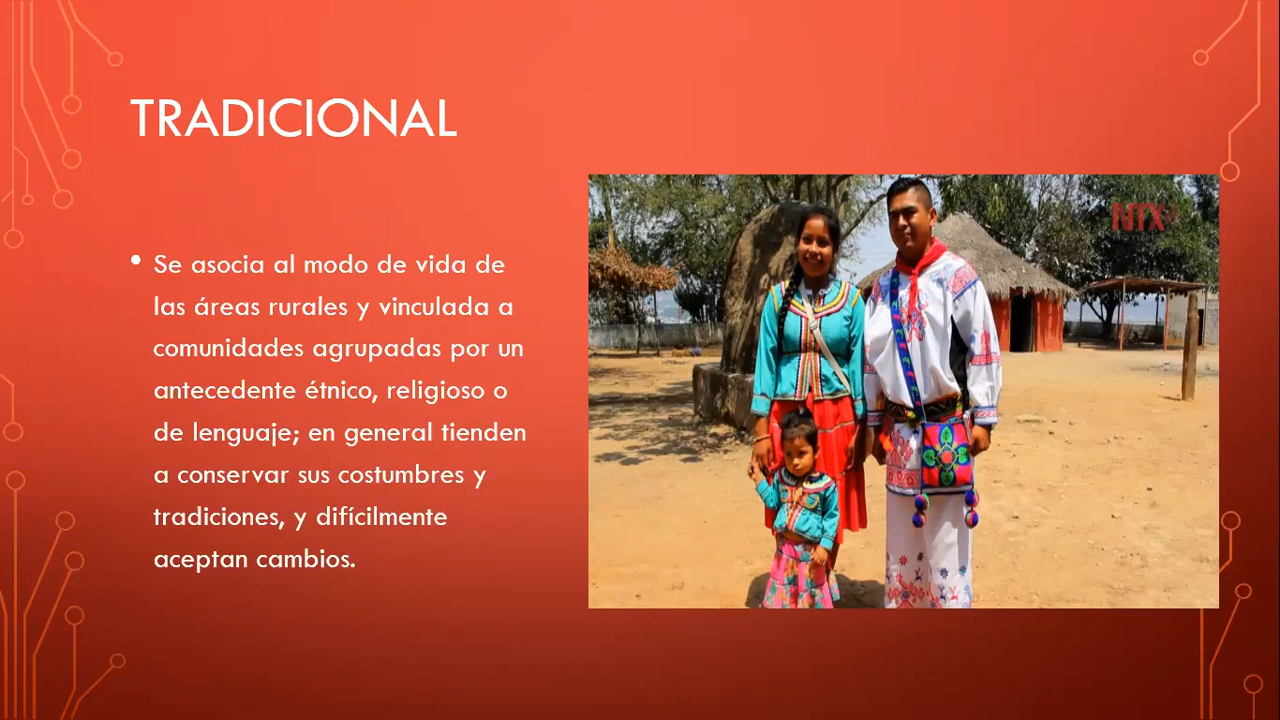 TRADICIONAL
• Se asocia al modo de vida de
las áreas rurales y vinculada a
comunidades agrupadas por un
antecedente étnico, religioso o
de lenguaje; en general tienden
a conservar sus costumbres y
tradiciones, y difícilmente
aceptan cambios.
NTX